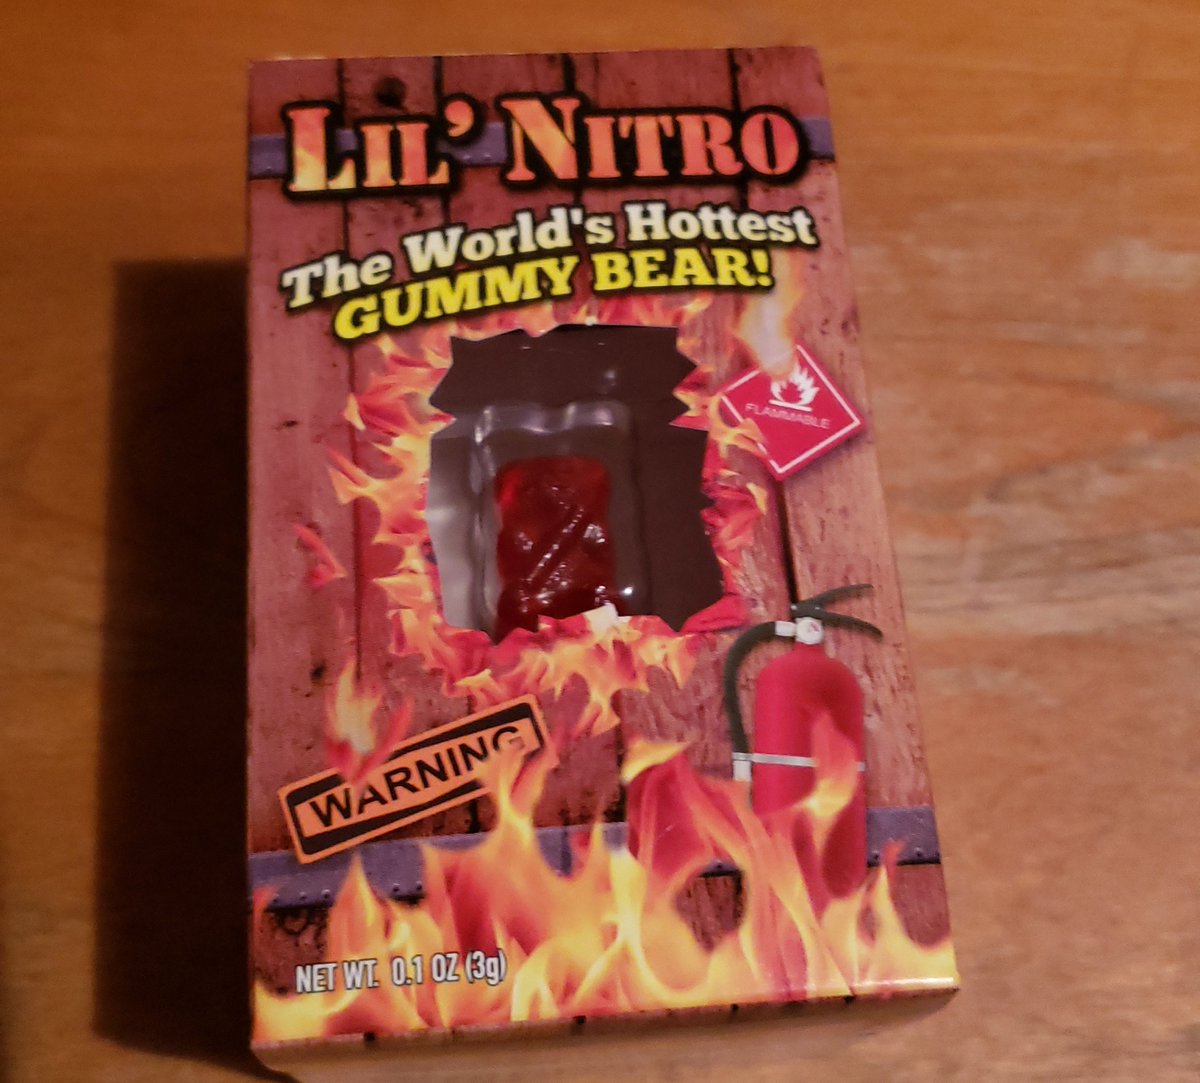 LIL' NITRO
The World's Hottest
GUMMY BEAR!
FLAMMABLE
WARNING
NET WT. 0.1 OZ (3g)